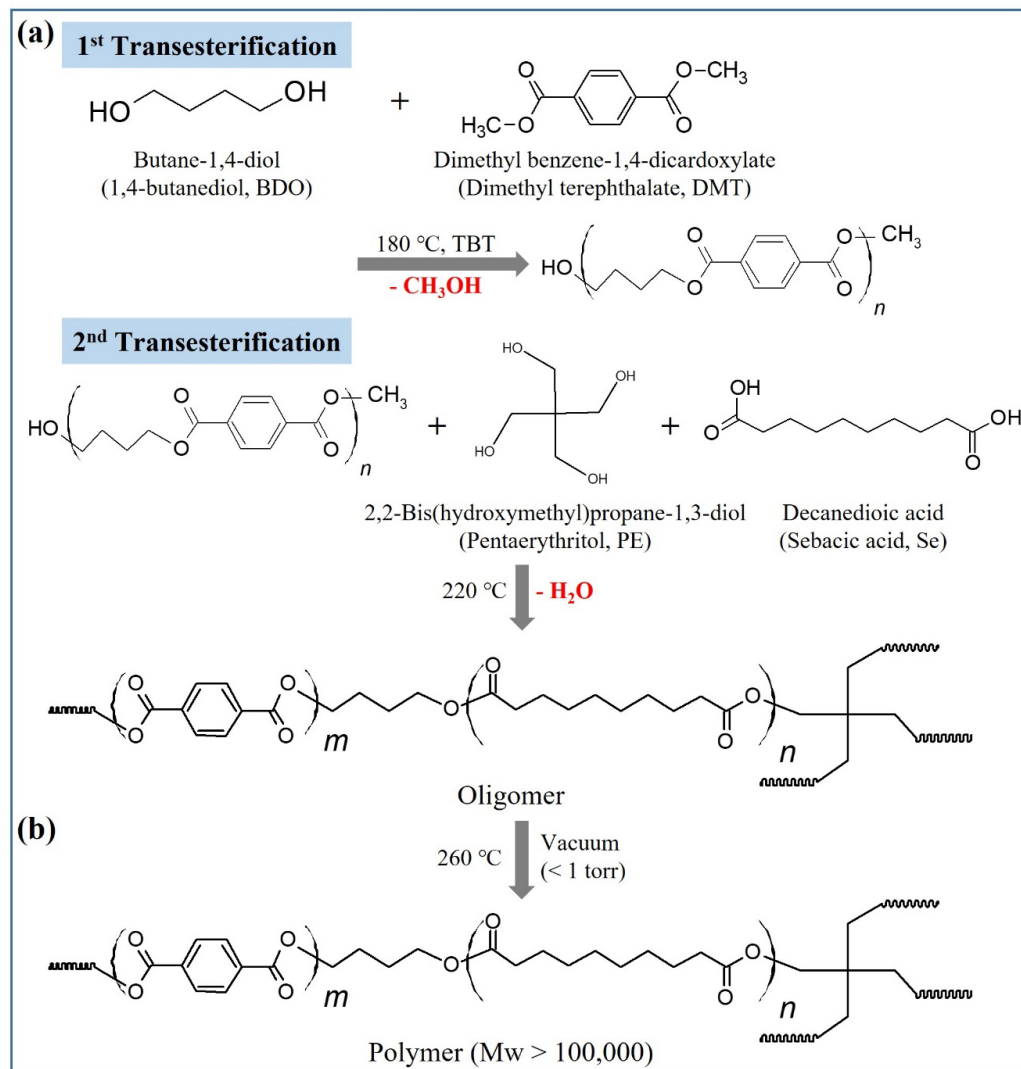 (a)
1st Transesterification
HO
OH
+
O
O
CH₃
H₃C
O
O
Butane-1,4-diol
(1,4-butanediol, BDO)
Dimethyl benzene-1,4-dicardoxylate
(Dimethyl terephthalate, DMT)
180 °C, TBT
- CH₃OH
HO
O
O
O
O
CH₃
n
2nd Transesterification
HO
O
O
O
O
CH₃
n
+
HO
OH
HO
OH
+
OH
O
OH
O
2,2-Bis(hydroxymethyl)propane-1,3-diol
(Pentaerythritol, PE)
Decanedioic acid
(Sebacic acid, Se)
220 °C
- H₂O
O
O
O
O
m
O
O
O
O
n
Oligomer
(b)
260 °C
Vacuum
(< 1 torr)
O
O
O
O
m
O
O
O
O
n
Polymer (Mw > 100,000)